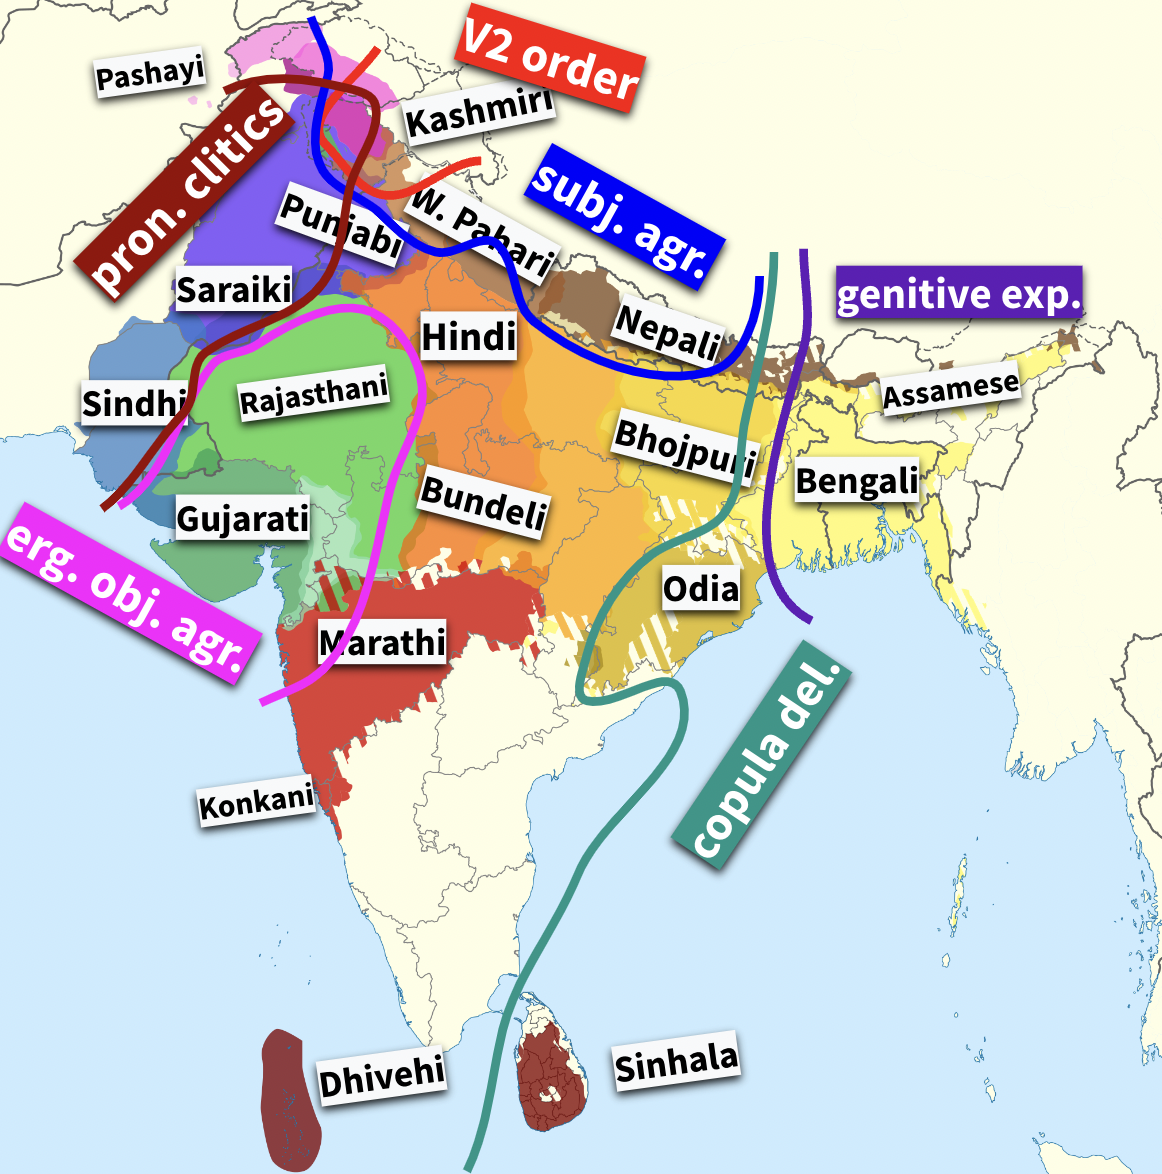 V2 order
Pashayi
Kashmiri
pron. clitics
subj. agr.
W. Pahari
Punjabi
Saraiki
genitive exp.
Hindi
Nepali
Sindhi
Rajasthani
Assamese
Bhojpuri
Bengali
Bundeli
Gujarati
erg. obj. agr.
Odia
Marathi
copula del.
Konkani
Dhivehi
Sinhala